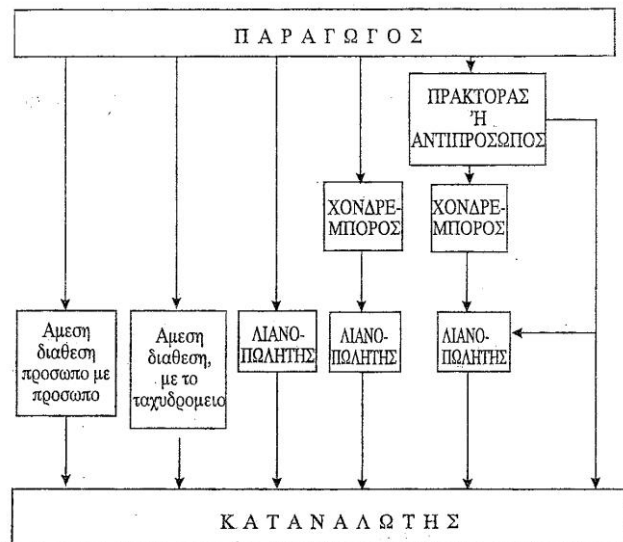 ΠΑΡΑΓΩΓΟΣ
ΠΡΑΚΤΟΡΑΣ
Ή
ΑΝΤΙΠΡΟΣΩΠΟΣ
ΧΟΝΔΡΕ-
ΜΠΟΡΟΣ
ΧΟΝΔΡΕ-
ΜΠΟΡΟΣ
Αμεση
διαθεση
προσωπο με
προσωπο
Αμεση
διαθεση,
με το
ταχυδρομειο
ΛΙΑΝΟ-
ΠΩΛΗΤΗΣ
ΛΙΑΝΟ-
ΠΩΛΗΤΗΣ
ΛΙΑΝΟ-
ΠΩΛΗΤΗΣ
ΚΑΤΑΝΑΛΩΤΗΣ